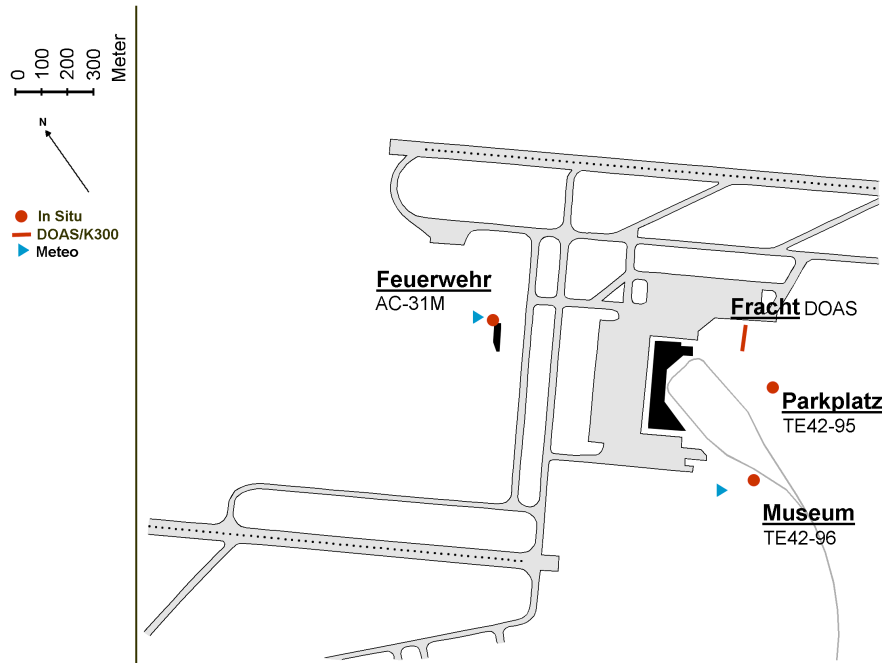 0 100 200 300 Meter
N
In Situ
DOAS/K300
Meteo
Feuerwehr
AC-31M
Fracht DOAS
Parkplatz
TE42-95
Museum
TE42-96